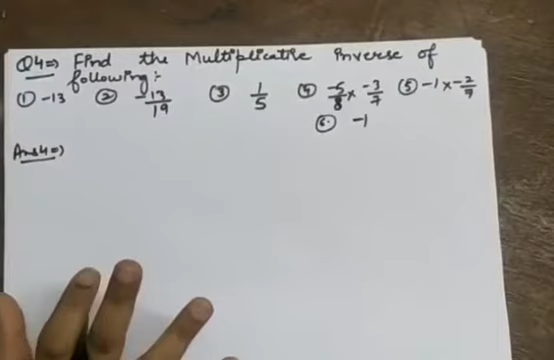 Q4=> Find the Multiplicative inverse of
following:-
① -13 ② -13/19 ③ 1/5 ④ -5/8 × -3/7 ⑤ -1 × -2/7
⑥ -1
Ans4=>